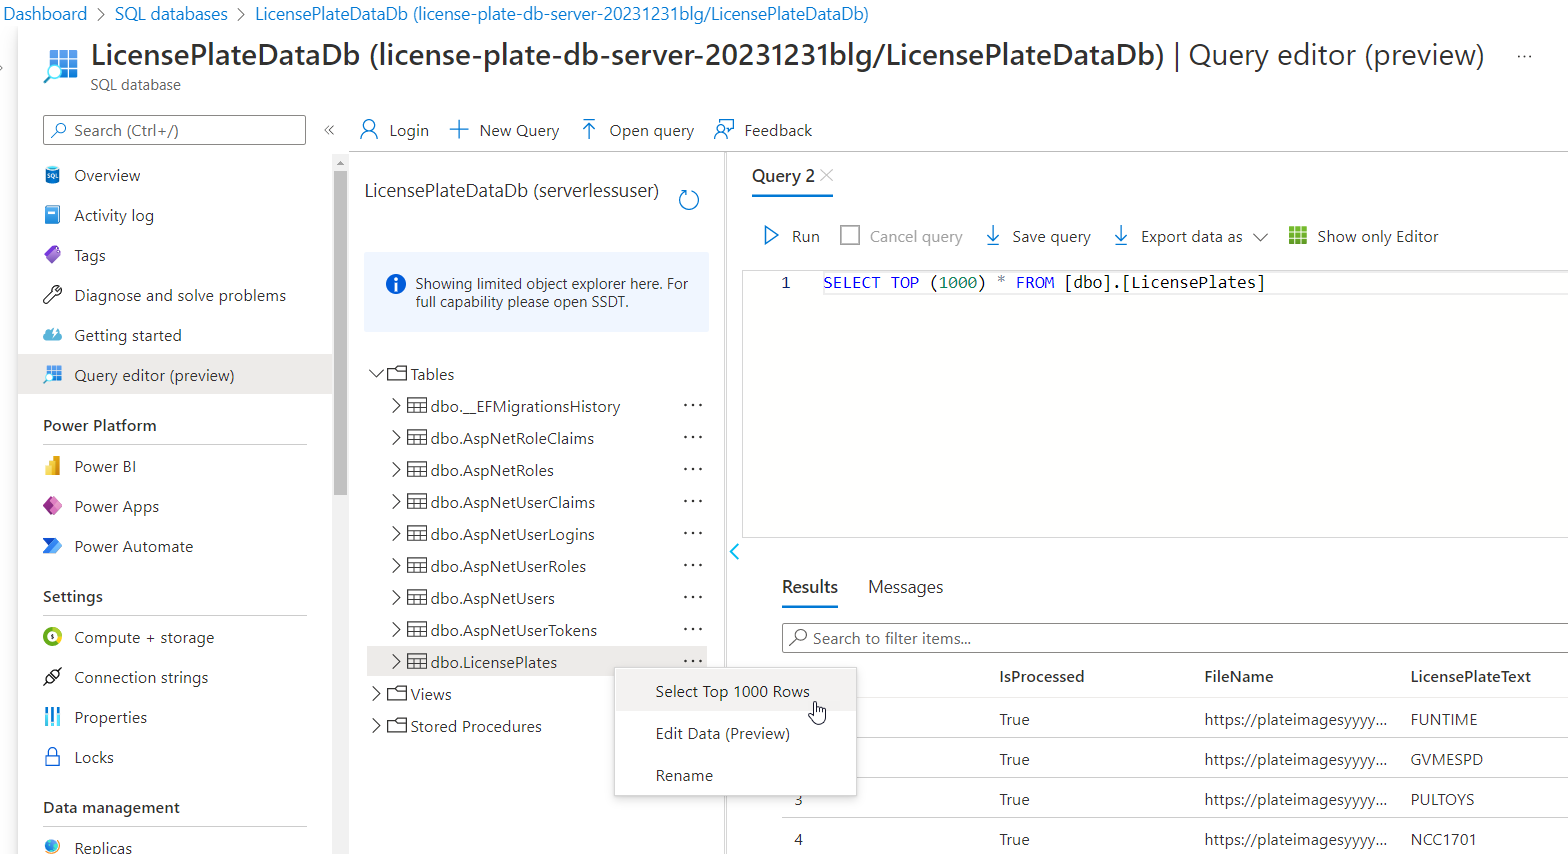 Dashboard > SQL databases > LicensePlateDataDb (license-plate-db-server-20231231blg/LicensePlateDataDb)
LicensePlateDataDb (license-plate-db-server-20231231blg/LicensePlateDataDb) | Query editor (preview) ...
SQL database
Search (Ctrl+/)
«
Overview
Activity log
Tags
Diagnose and solve problems
Getting started
Query editor (preview)
Power Platform
Power BI
Power Apps
Power Automate
Settings
Compute + storage
Connection strings
Properties
Locks
Data management
Replicas
Login
New Query
Open query
Feedback
LicensePlateDataDb (serverlessuser)
Showing limited object explorer here. For
full capability please open SSDT.
Tables
dbo.__EFMigrationsHistory ...
dbo.AspNetRoleClaims ...
dbo.AspNetRoles ...
dbo.AspNetUserClaims ...
dbo.AspNetUserLogins ...
dbo.AspNetUserRoles ...
dbo.AspNetUsers ...
dbo.AspNetUserTokens ...
dbo.LicensePlates ...
Views
Stored Procedures
Select Top 1000 Rows
Edit Data (Preview)
Rename
Query 2
Run Cancel query Save query Export data as Show only Editor
1 SELECT TOP (1000) * FROM [dbo].[LicensePlates]
Results Messages
Search to filter items...
IsProcessed FileName LicensePlateText
True https://plateimagesyyyy... FUNTIME
True https://plateimagesyyyy... GVMESPD
3 True https://plateimagesyyyy... PULTOYS
4 True https://plateimagesyyyy... NCC1701